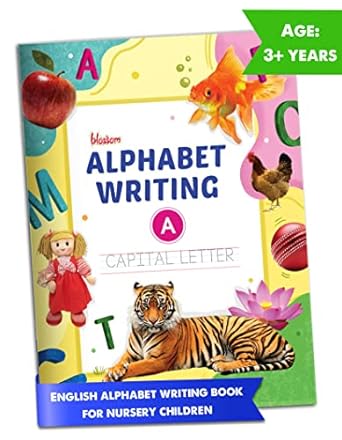 AGE:
3+ YEARS
A
blossom
ALPHABET
WRITING
A
CAPITAL LETTER
C
M
O
T
ENGLISH ALPHABET WRITING BOOK
FOR NURSERY CHILDREN